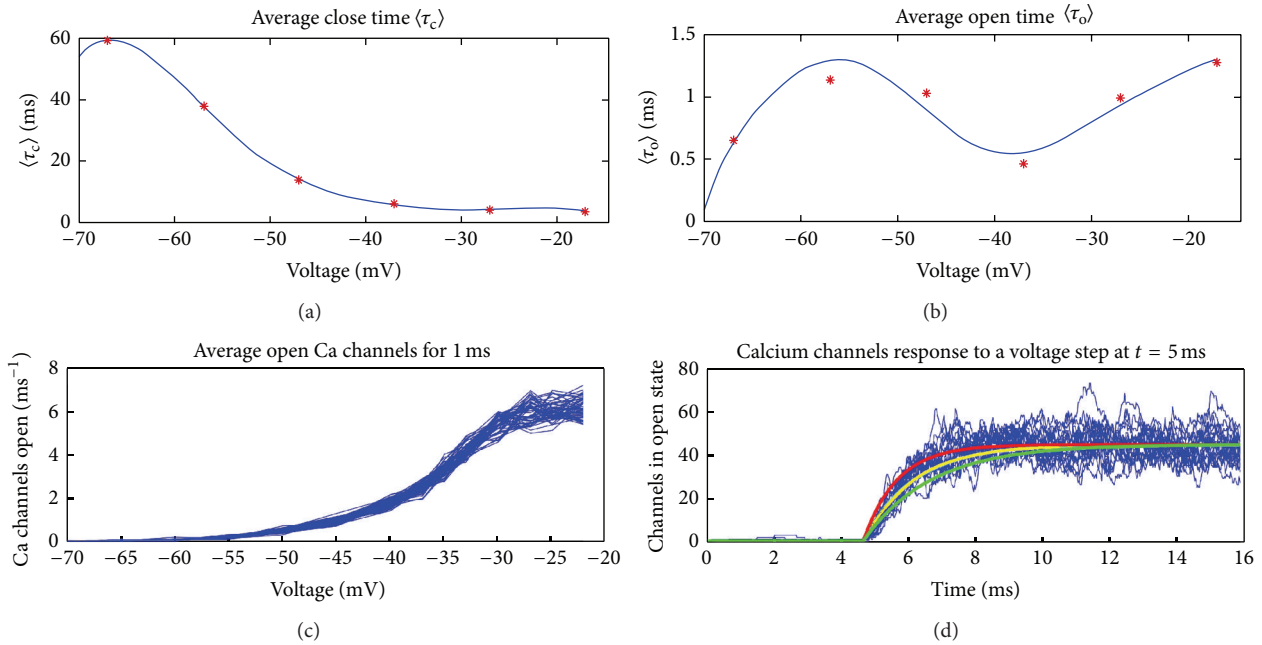 Average close time ⟨τc⟩
60
40
20
0
⟨τc⟩ (ms)
−70 −60 −50 −40 −30 −20
Voltage (mV)
(a)
Average open time ⟨τo⟩
1.5
1
0.5
0
⟨τo⟩ (ms)
−70 −60 −50 −40 −30 −20
Voltage (mV)
(b)
Average open Ca channels for 1 ms
8
6
4
2
0
Ca channels open (ms⁻¹)
−70 −65 −60 −55 −50 −45 −40 −35 −30 −25 −20
Voltage (mV)
(c)
Calcium channels response to a voltage step at t = 5 ms
80
60
40
20
0
Channels in open state
0 2 4 6 8 10 12 14 16
Time (ms)
(d)